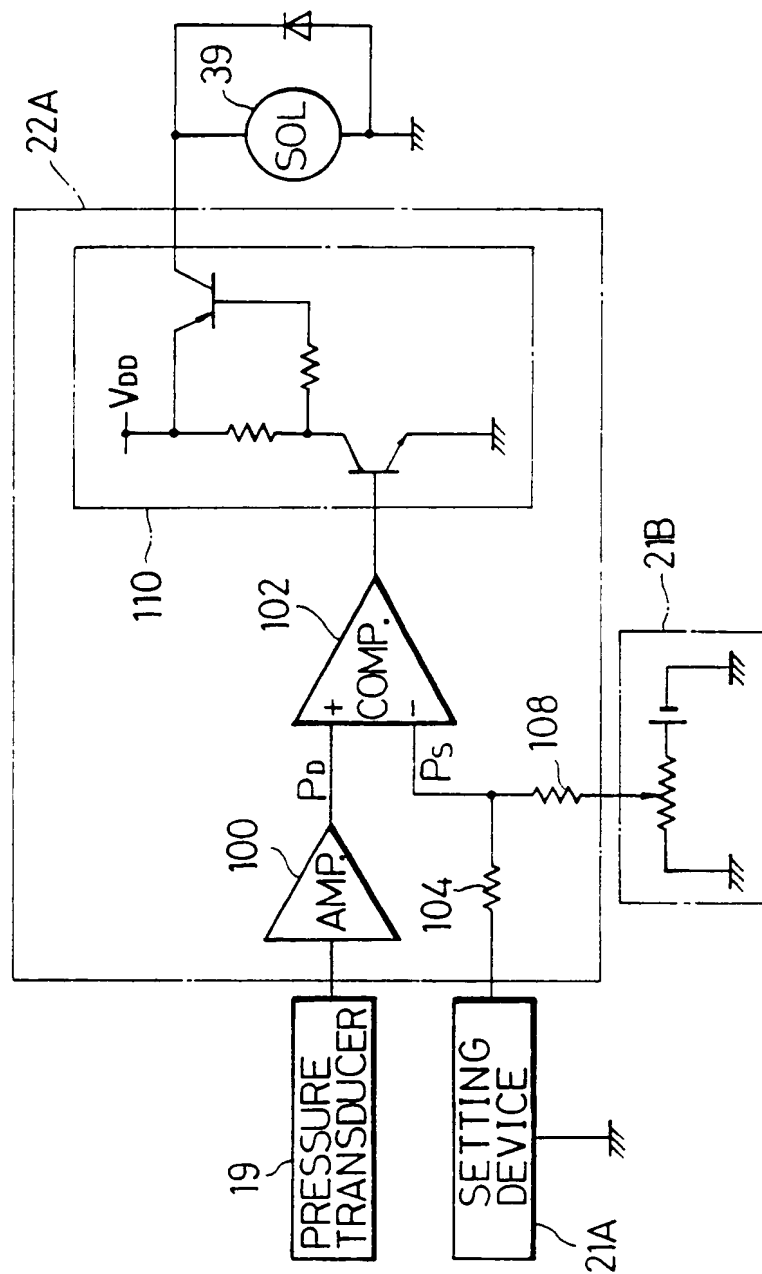 22A
39
SOL
VDD
110
102
COMP.
+
-
PD
PS
100
AMP.
104
108
21B
19
PRESSURE
TRANSDUCER
SETTING
DEVICE
21A